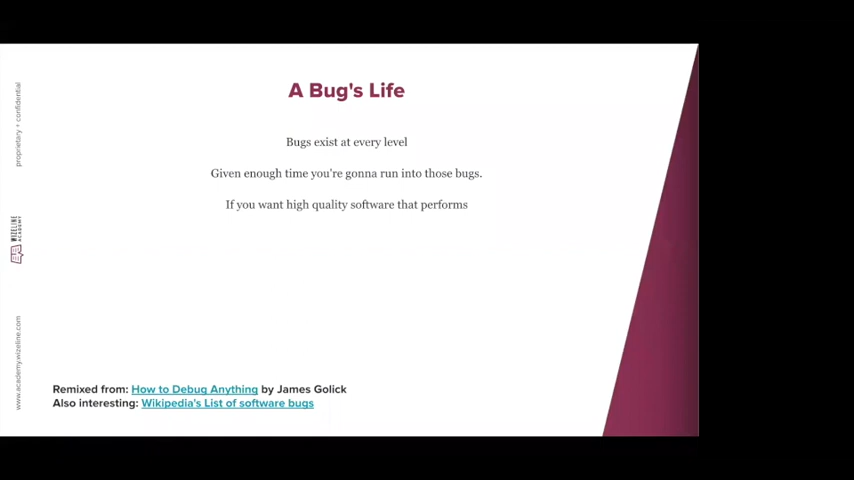 A Bug's Life
Bugs exist at every level
Given enough time you're gonna run into those bugs.
If you want high quality software that performs
Remixed from: How to Debug Anything by James Golick
Also interesting: Wikipedia's List of software bugs
proprietary + confidential
WIZELINE
ACADEMY
www.academy.wizeline.com